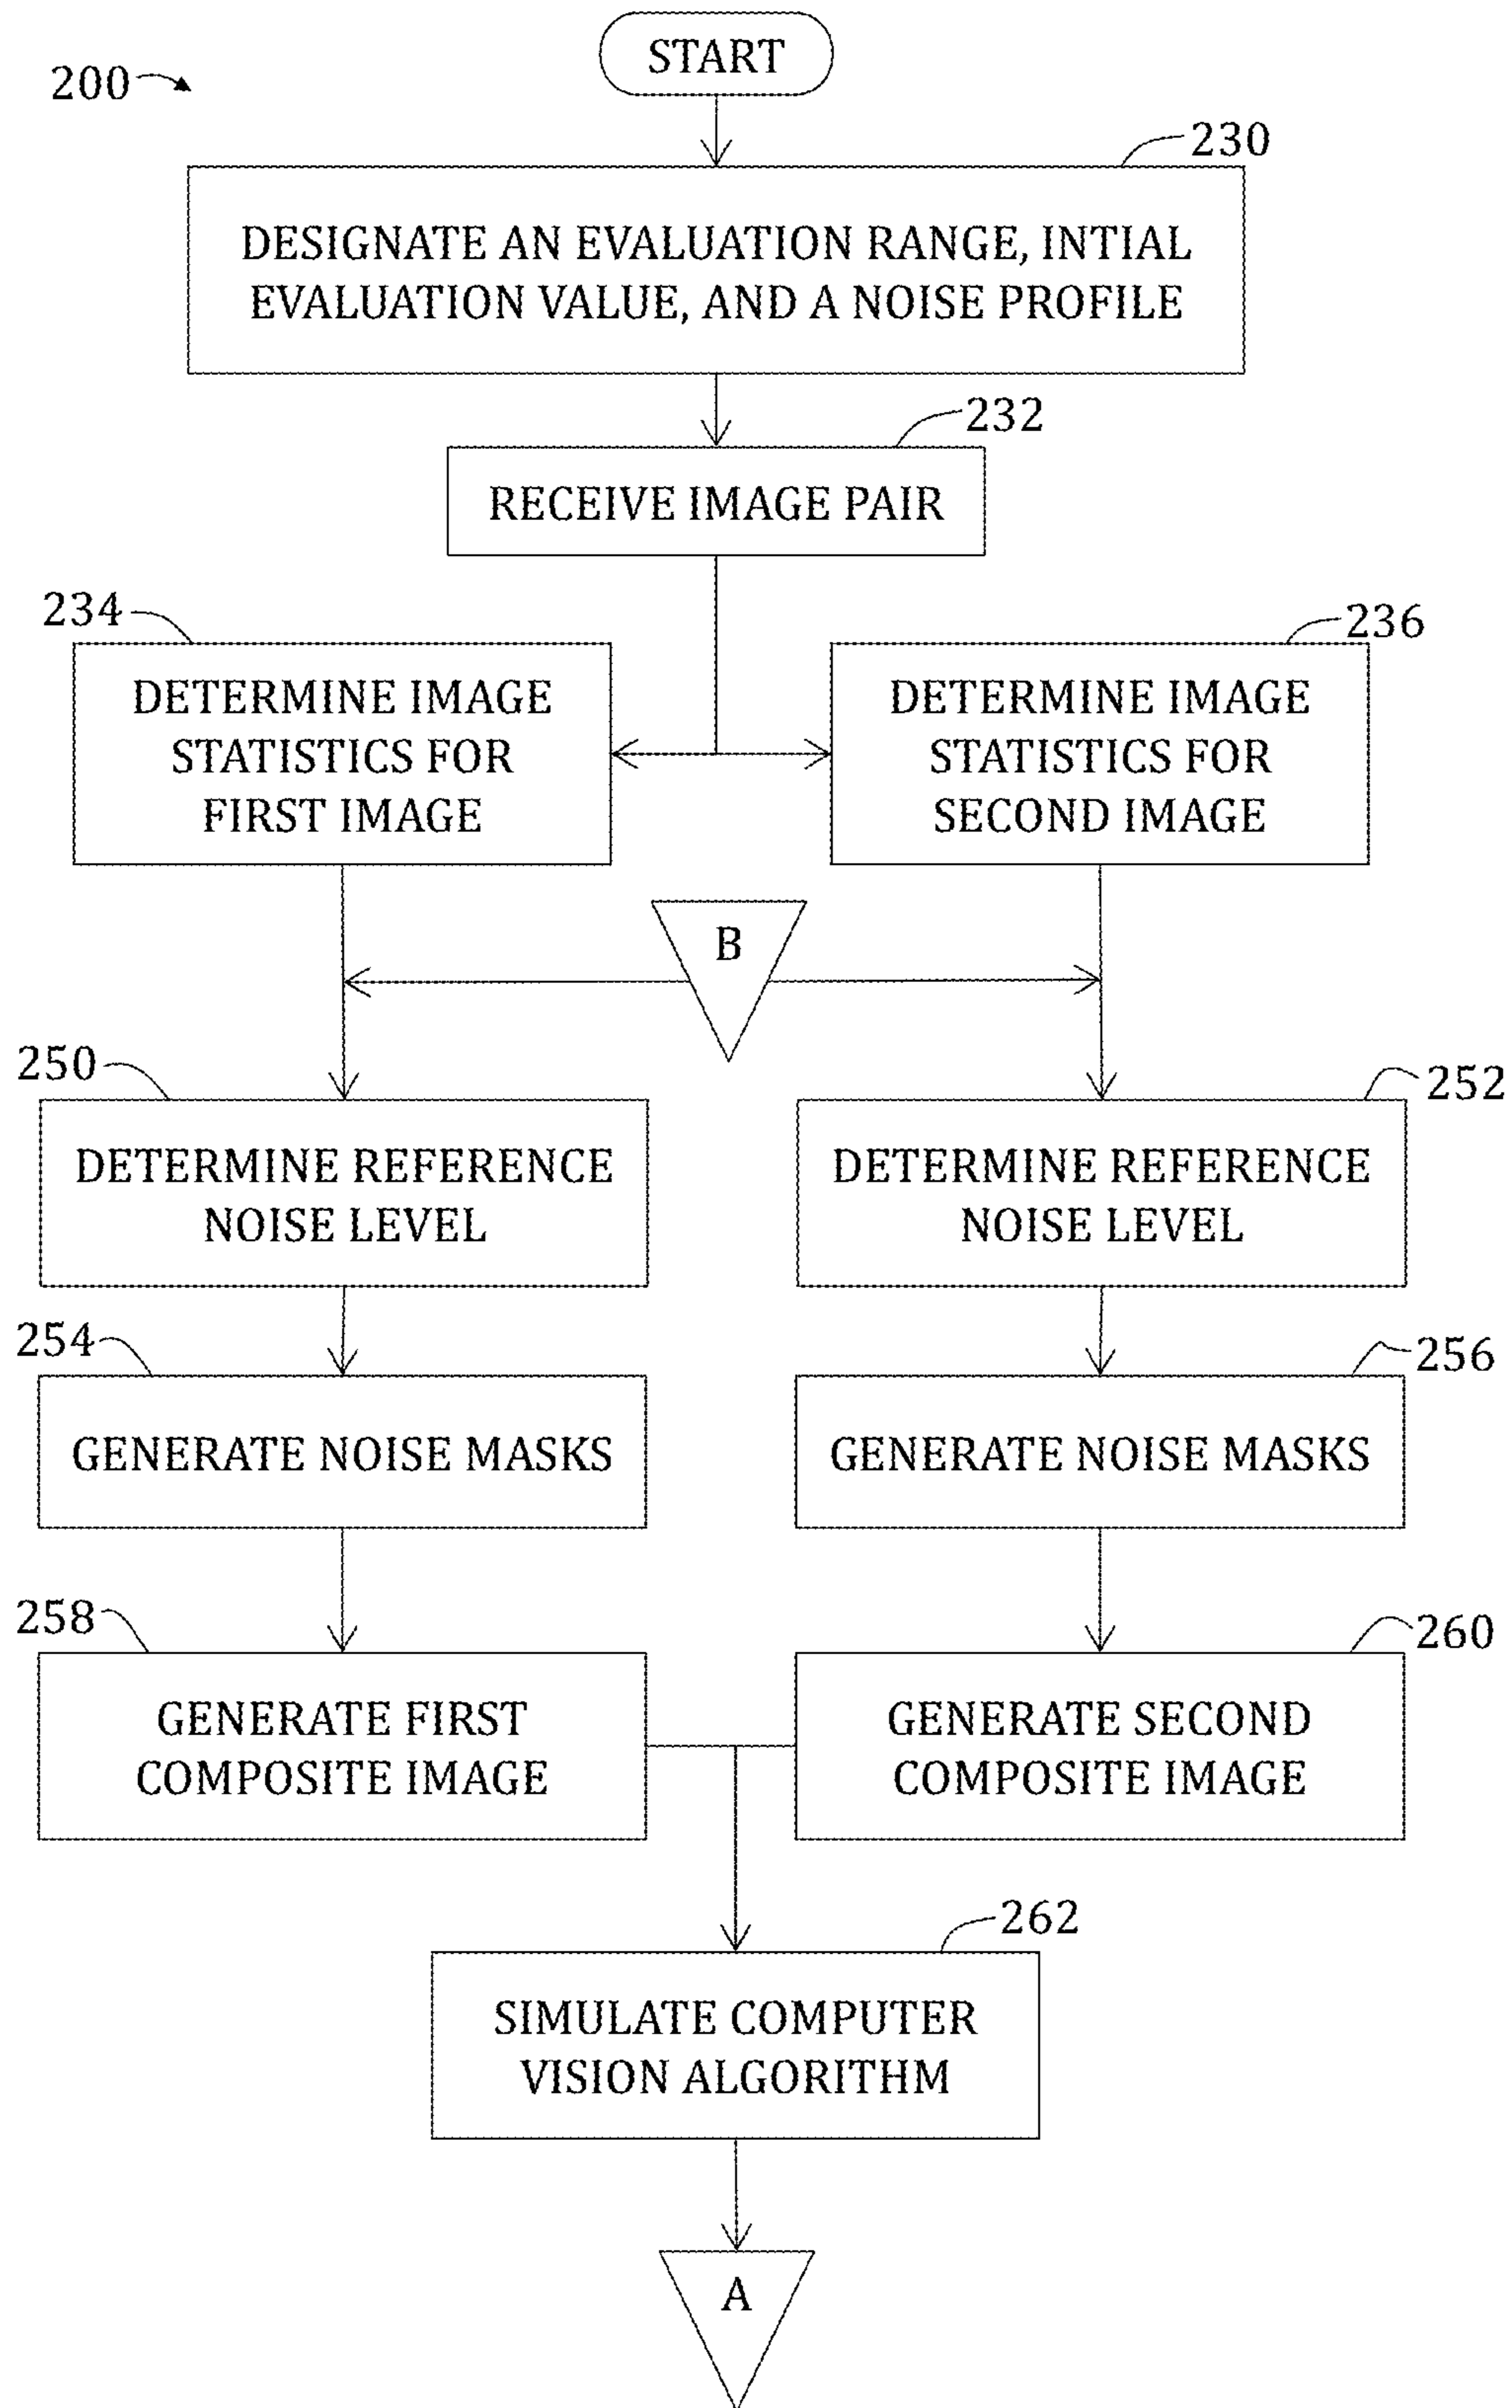 START
200
230
DESIGNATE AN EVALUATION RANGE, INTIAL
EVALUATION VALUE, AND A NOISE PROFILE
232
RECEIVE IMAGE PAIR
234
236
DETERMINE IMAGE
STATISTICS FOR
FIRST IMAGE
DETERMINE IMAGE
STATISTICS FOR
SECOND IMAGE
B
250
252
DETERMINE REFERENCE
NOISE LEVEL
DETERMINE REFERENCE
NOISE LEVEL
254
256
GENERATE NOISE MASKS
GENERATE NOISE MASKS
258
260
GENERATE FIRST
COMPOSITE IMAGE
GENERATE SECOND
COMPOSITE IMAGE
262
SIMULATE COMPUTER
VISION ALGORITHM
A